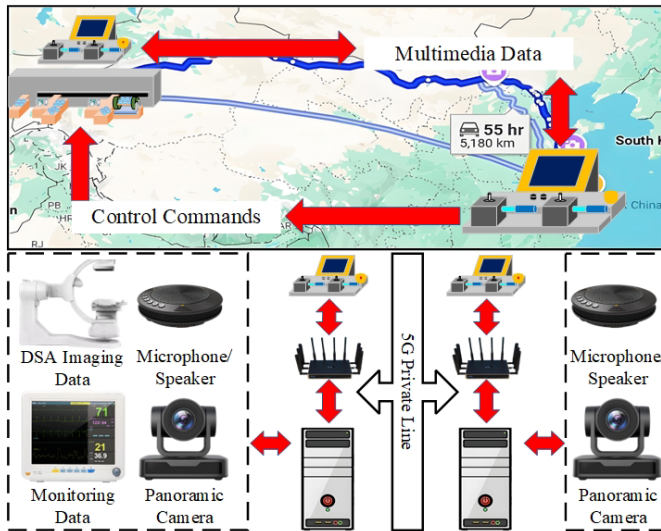 Multimedia Data
55 hr
5,180 km
South K
JK
PB
HR
RJ
AR
n
China
Control Commands
DSA Imaging
Data
Microphone/
Speaker
71
21
36.9
Monitoring
Data
Panoramic
Camera
5G Private Line
Microphone/
Speaker
Panoramic
Camera